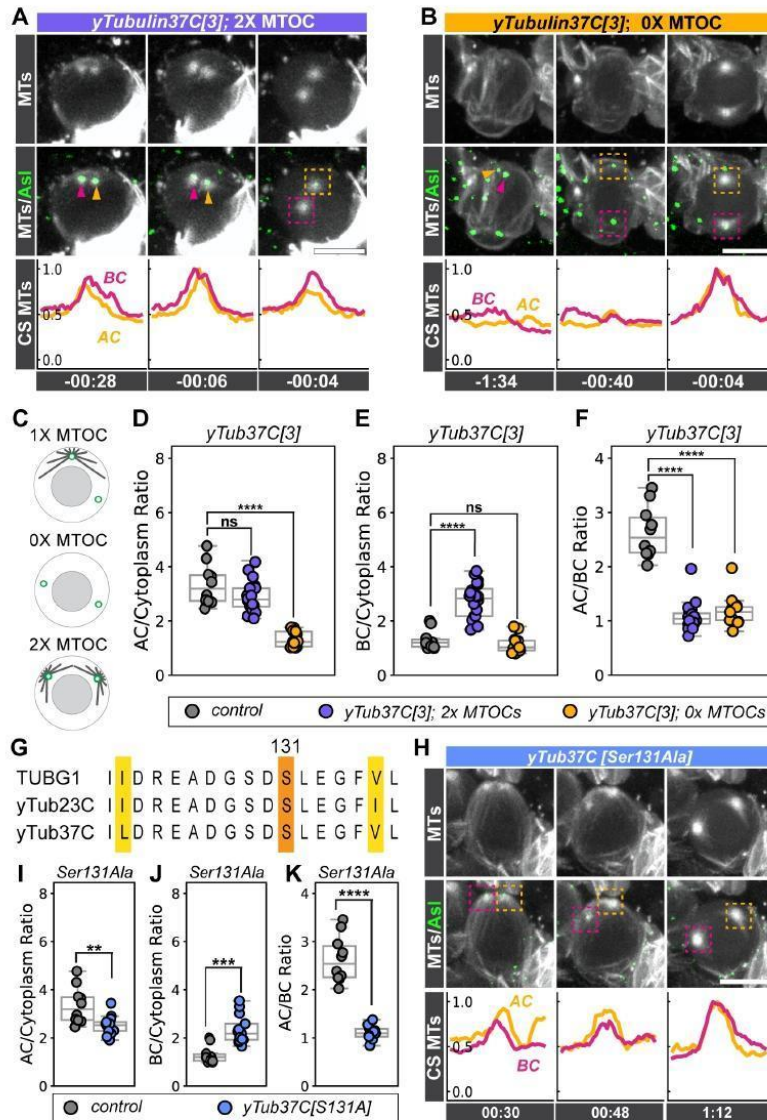 A
yTubulin37C[3]; 2X MTOC
MTs
MTs/Asl
CS MTs
1.0
0.5
0.0
BC
AC
-00:28 -00:06 -00:04
B
yTubulin37C[3]; 0X MTOC
MTs
MTs/Asl
CS MTs
1.0
0.5
0.0
BC AC
-1:34 -00:40 -00:04
C
1X MTOC
0X MTOC
2X MTOC
D
yTub37C[3]
AC/Cytoplasm Ratio
8
6
4
2
0
****
ns
E
yTub37C[3]
BC/Cytoplasm Ratio
8
6
4
2
0
ns
****
F
yTub37C[3]
AC/BC Ratio
4
3
2
1
0
****
****
control yTub37C[3]; 2x MTOCs yTub37C[3]; 0x MTOCs
G
131
TUBG1 I I D R E A D G S D S L E G F V L
yTub23C I I D R E A D G S D S L E G F I L
yTub37C I L D R E A D G S D S L E G F V L
H
yTub37C [Ser131Ala]
MTs
MTs/Asl
CS MTs
1.0
0.5
0.0
AC
BC
00:30 00:48 1:12
I
Ser131Ala
AC/Cytoplasm Ratio
8
6
4
2
0
**
J
Ser131Ala
BC/Cytoplasm Ratio
8
6
4
2
0
***
K
Ser131Ala
AC/BC Ratio
4
3
2
1
0
****
control yTub37C[S131A]